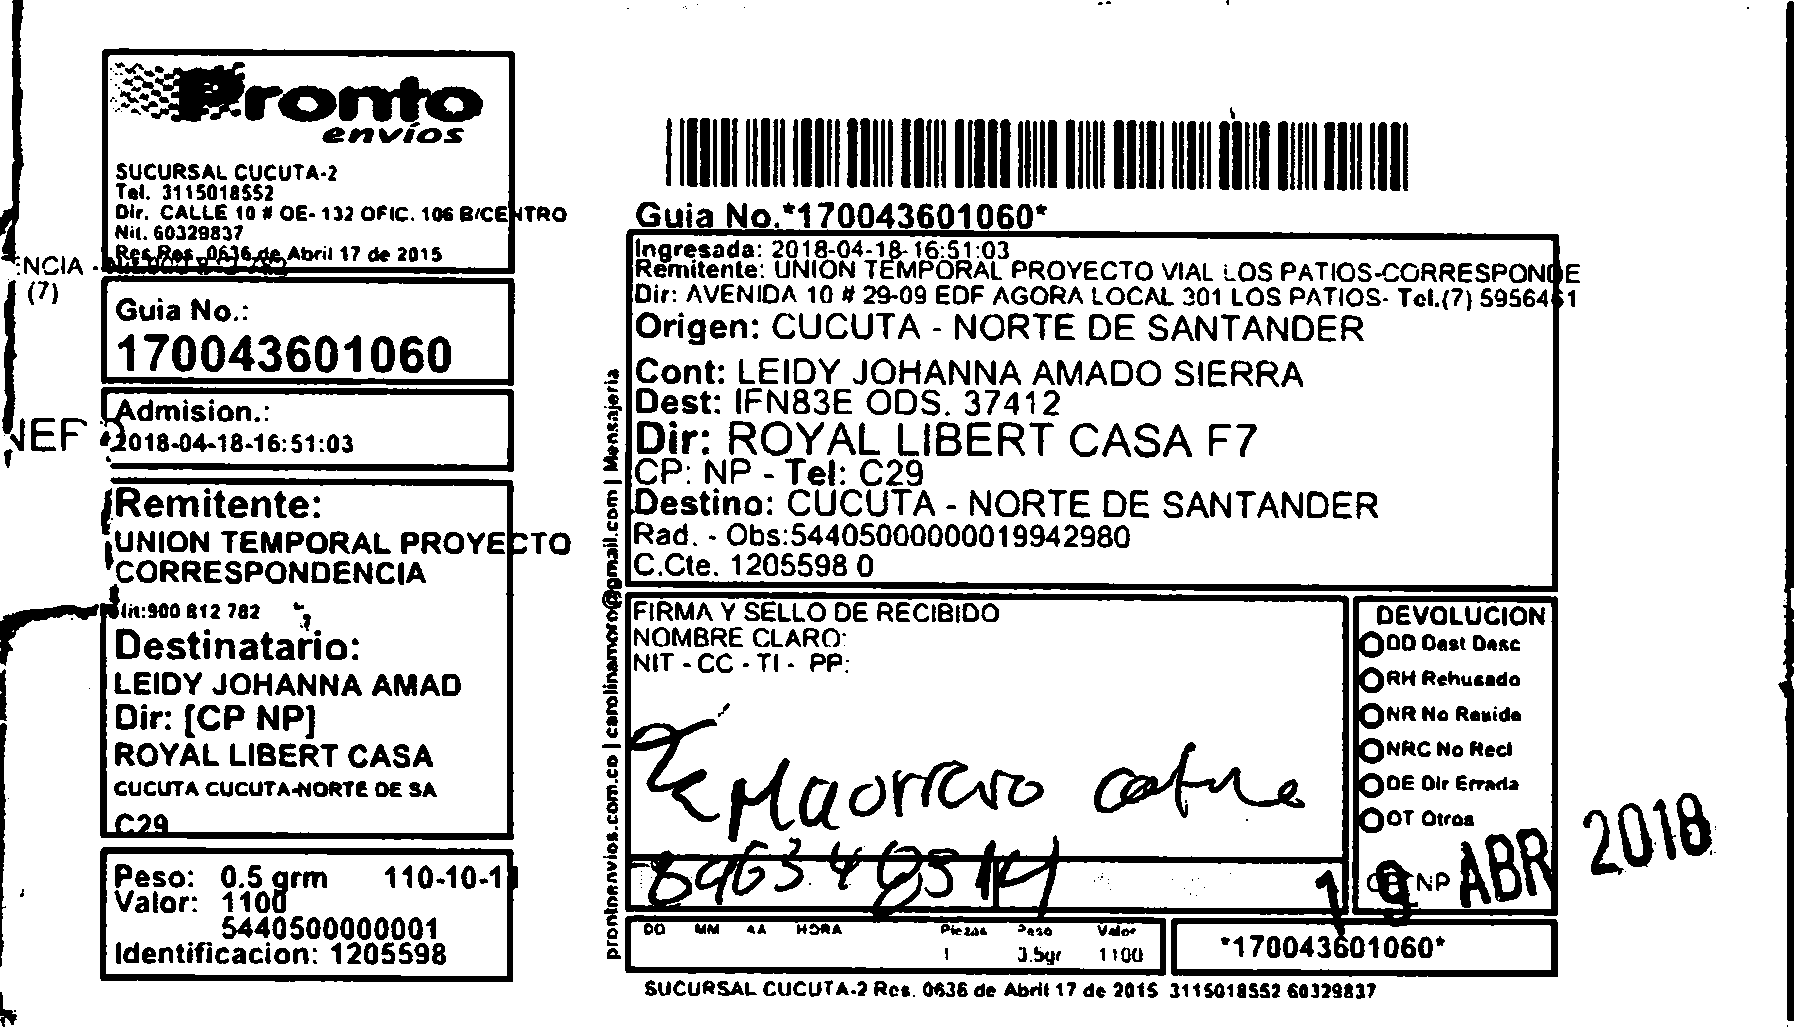 Pronto
envíos
SUCURSAL CUCUTA-2
Tel. 3115018552
Dir. CALLE 10 # OE- 132 OFIC. 106 B/CENTRO
Nit. 60329837
Res.Res. 0636 de Abril 17 de 2015
NCIA -
(7)
Guia No.:
170043601060
Admision.:
2018-04-18-16:51:03
Remitente:
UNION TEMPORAL PROYECTO
CORRESPONDENCIA
Nit:900 812 782
Destinatario:
LEIDY JOHANNA AMAD
Dir: [CP NP]
ROYAL LIBERT CASA
CUCUTA CUCUTA-NORTE DE SA
C29
Peso: 0.5 grm 110-10-11
Valor: 1100
5440500000001
Identificacion: 1205598
prontoenvios.com.co | carolinamoro@gmail.com | Mensajeria
Guia No.*170043601060*
Ingresada: 2018-04-18-16:51:03
Remitente: UNION TEMPORAL PROYECTO VIAL LOS PATIOS-CORRESPONDE
Dir: AVENIDA 10 # 29-09 EDF AGORA LOCAL 301 LOS PATIOS- Tel.(7) 5956461
Origen: CUCUTA - NORTE DE SANTANDER
Cont: LEIDY JOHANNA AMADO SIERRA
Dest: IFN83E ODS. 37412
Dir: ROYAL LIBERT CASA F7
CP: NP - Tel: C29
Destino: CUCUTA - NORTE DE SANTANDER
Rad. - Obs:54405000000019942980
C.Cte. 1205598 0
FIRMA Y SELLO DE RECIBIDO
NOMBRE CLARO:
NIT - CC - TI - PP:
DEVOLUCION
DD Dest Desc
RH Rehusado
NR No Reside
NRC No Recl
DE Dir Errada
OT Otros
NP
19 ABR 2018
DD MM AA HORA Piezas Peso Valor
1 0.5gr 1100
*170043601060*
SUCURSAL CUCUTA-2 Res. 0636 de Abril 17 de 2015 3115018552 60329837